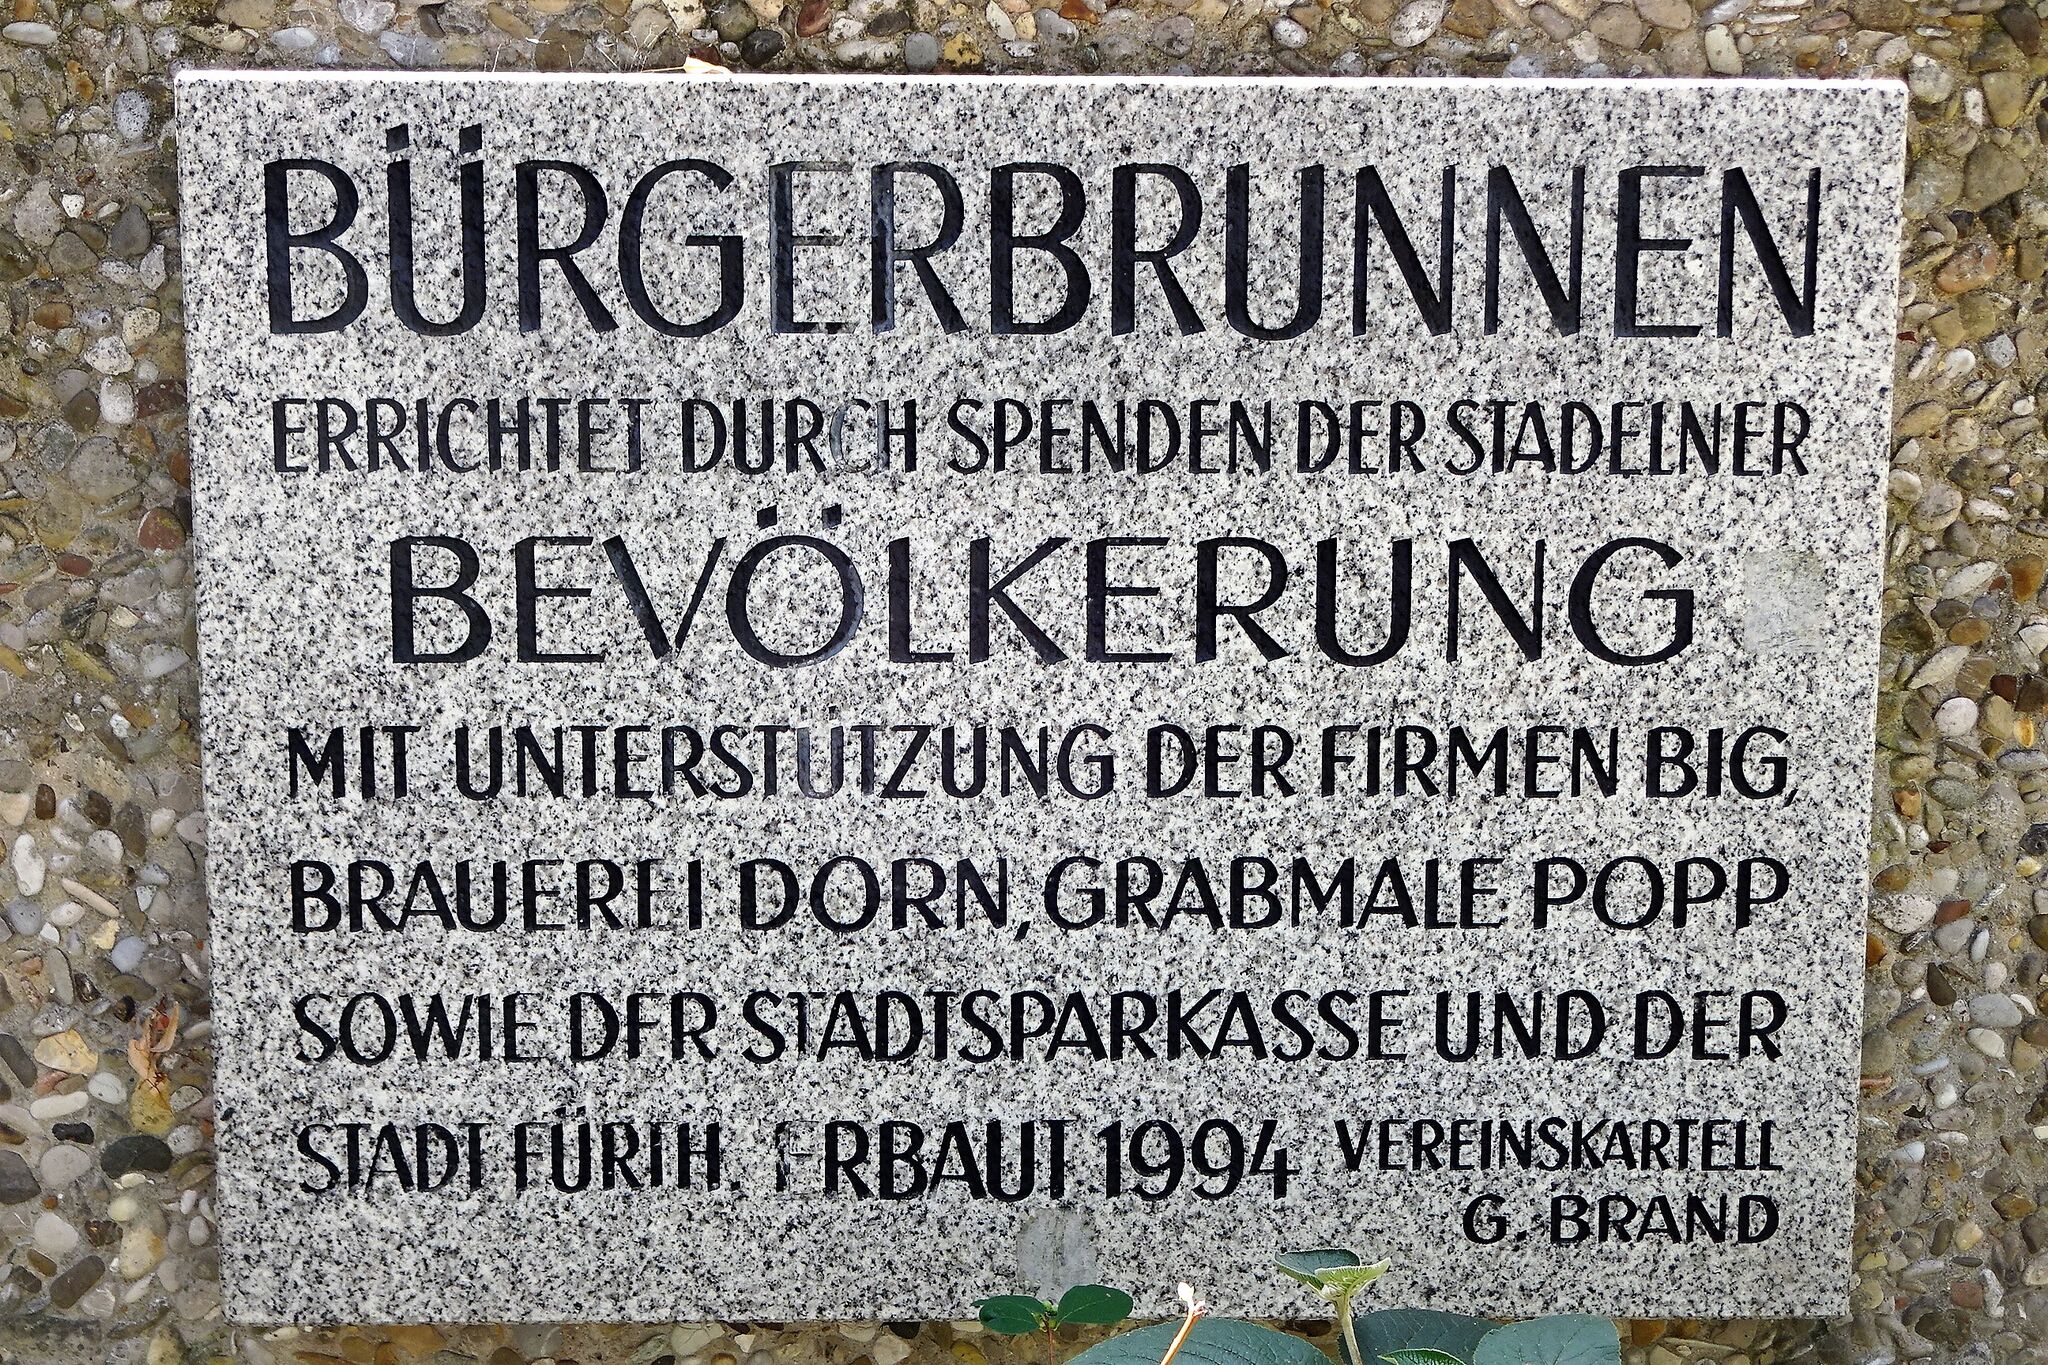 BÜRGERBRUNNEN
ERRICHTET DURCH SPENDEN DER STADELNER
BEVÖLKERUNG
MIT UNTERSTÜTZUNG DER FIRMEN BIG,
BRAUEREI DORN, GRABMALE POPP
SOWIE DER STADTSPARKASSE UND DER
STADT FÜRTH. ERBAUT 1994 VEREINSKARTELL
G. BRAND